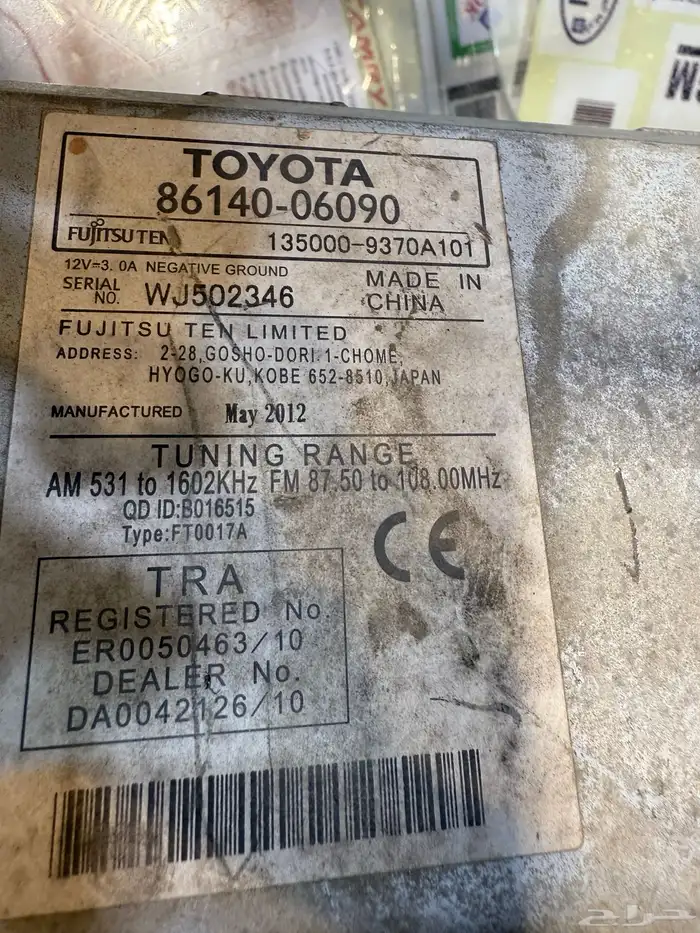 CAMRY
TOYOTA
86140-06090
FUJITSU TEN
135000-9370A101
12V=3.0A NEGATIVE GROUND
SERIAL NO. WJ502346
MADE IN CHINA
FUJITSU TEN LIMITED
ADDRESS: 2-28,GOSHO-DORI.1-CHOME,
HYOGO-KU,KOBE 652-8510,JAPAN
MANUFACTURED May 2012
TUNING RANGE
AM 531 to 1602KHz FM 87.50 to 108.00MHz
QD ID:B016515
Type:FT0017A
CE
TRA
REGISTERED No.
ER0050463/10
DEALER No.
DA0042126/10
حراج